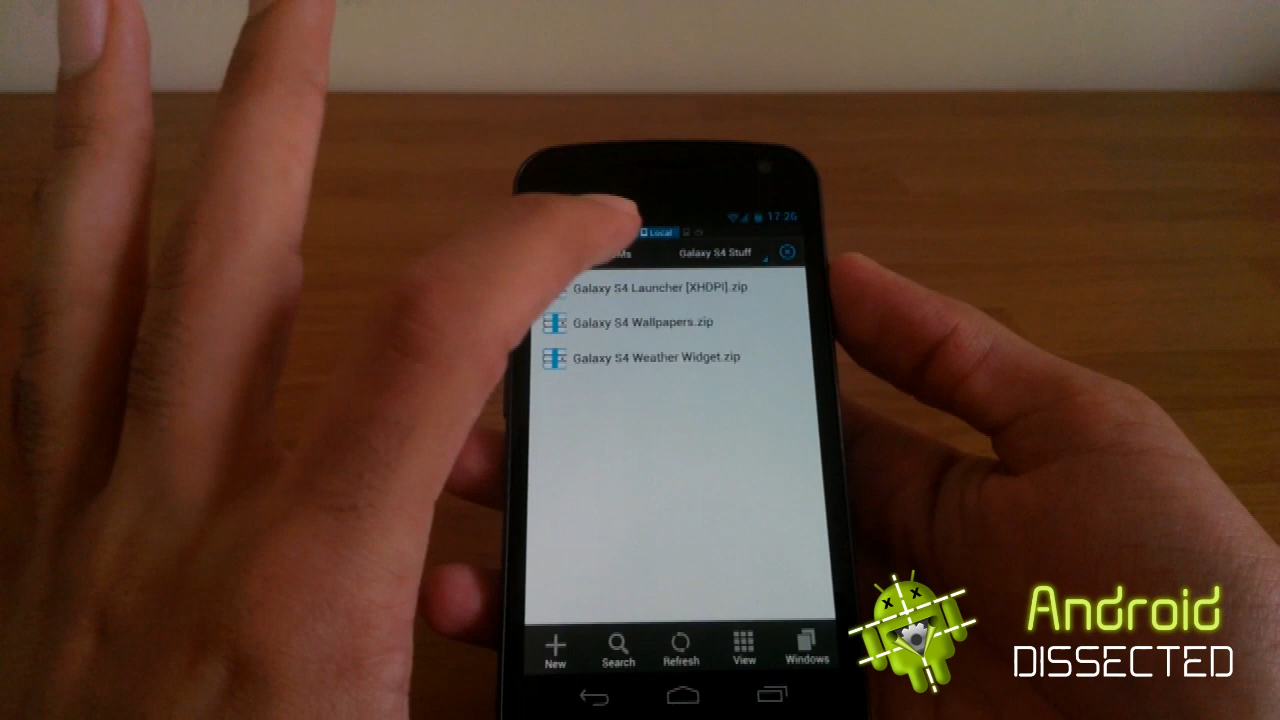 17:26
Local
Ms
Galaxy S4 Stuff
Galaxy S4 Launcher [XHDPI].zip
Galaxy S4 Wallpapers.zip
Galaxy S4 Weather Widget.zip
New
Search
Refresh
View
Windows
Android
DISSECTED